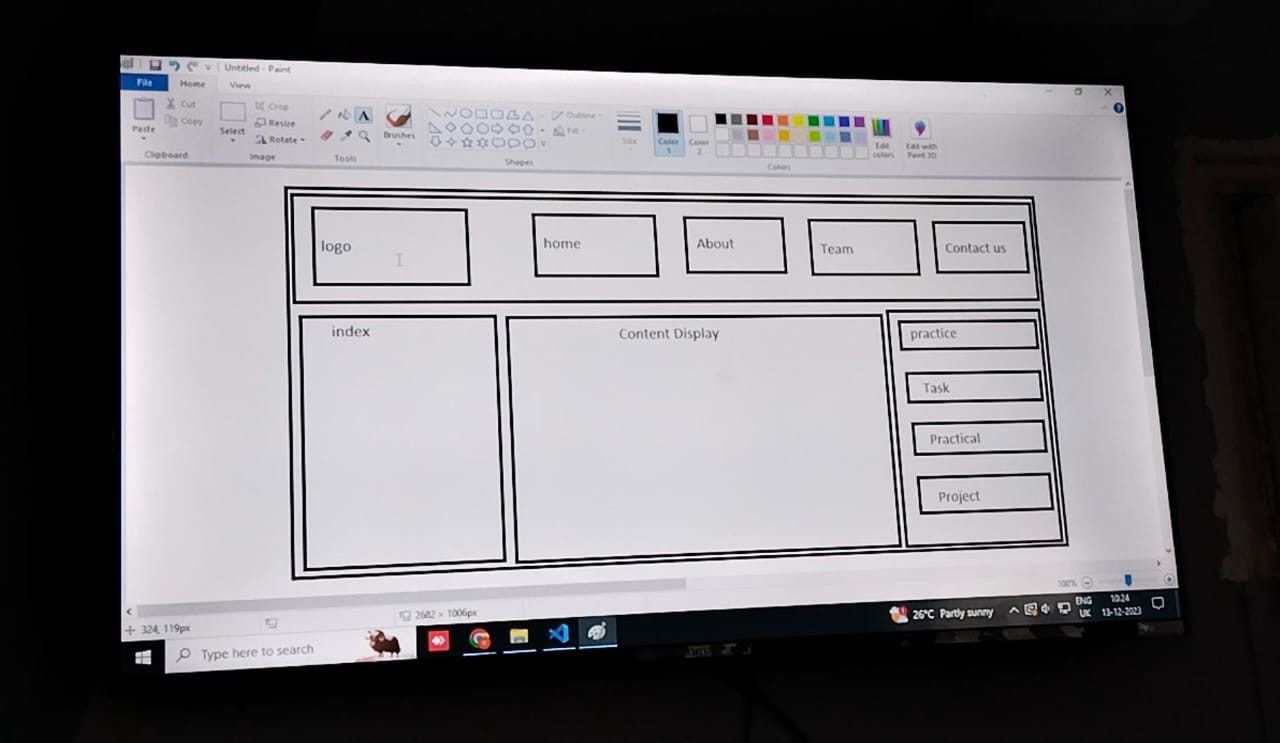 Untitled - Paint
File Home View
Paste
Cut
Copy
Clipboard
Select
Crop
Resize
Rotate
Image
Tools
Brushes
Shapes
Outline
Fill
Size
Color 1
Color 2
Colors
Edit colors
Edit with Paint 3D
logo
home
About
Team
Contact us
index
Content Display
practice
Task
Practical
Project
100%
324, 119px
2682 × 1006px
Type here to search
26°C Partly sunny
ENG
UK
10:24
13-12-2023